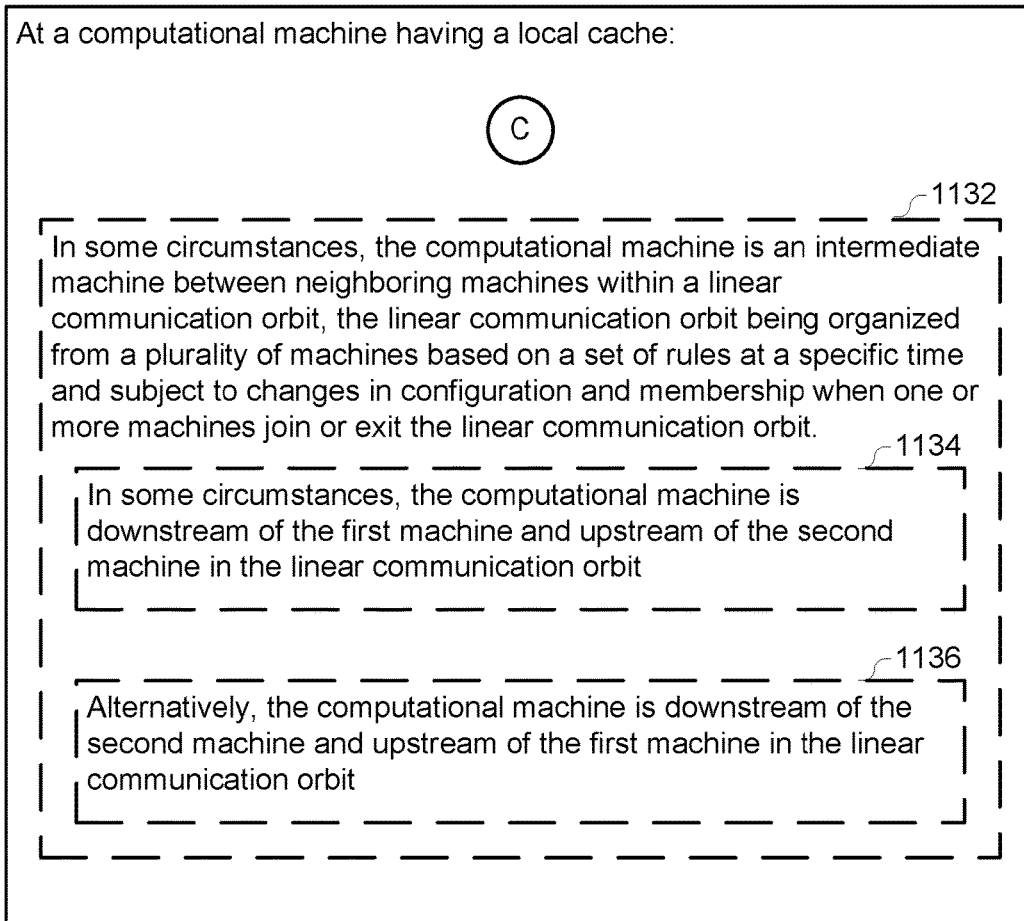 At a computational machine having a local cache:
C
1132
In some circumstances, the computational machine is an intermediate
machine between neighboring machines within a linear
communication orbit, the linear communication orbit being organized
from a plurality of machines based on a set of rules at a specific time
and subject to changes in configuration and membership when one or
more machines join or exit the linear communication orbit.
1134
In some circumstances, the computational machine is
downstream of the first machine and upstream of the second
machine in the linear communication orbit
1136
Alternatively, the computational machine is downstream of the
second machine and upstream of the first machine in the linear
communication orbit